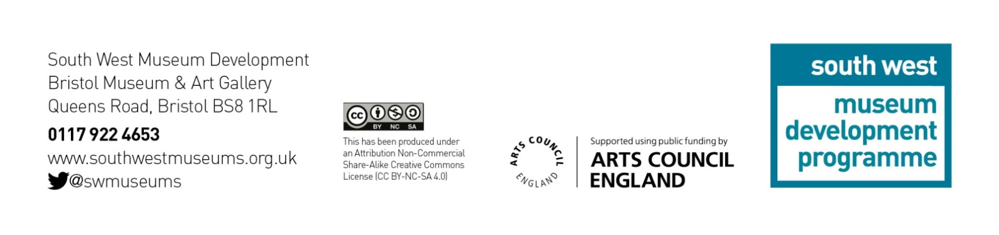 South West Museum Development
Bristol Museum & Art Gallery
Queens Road, Bristol BS8 1RL
0117 922 4653
www.southwestmuseums.org.uk
@swmuseums
cc
BY NC SA
This has been produced under
an Attribution Non-Commercial
Share-Alike Creative Commons
License (CC BY-NC-SA 4.0)
ARTS COUNCIL
ENGLAND
Supported using public funding by
ARTS COUNCIL
ENGLAND
south west
museum
development
programme